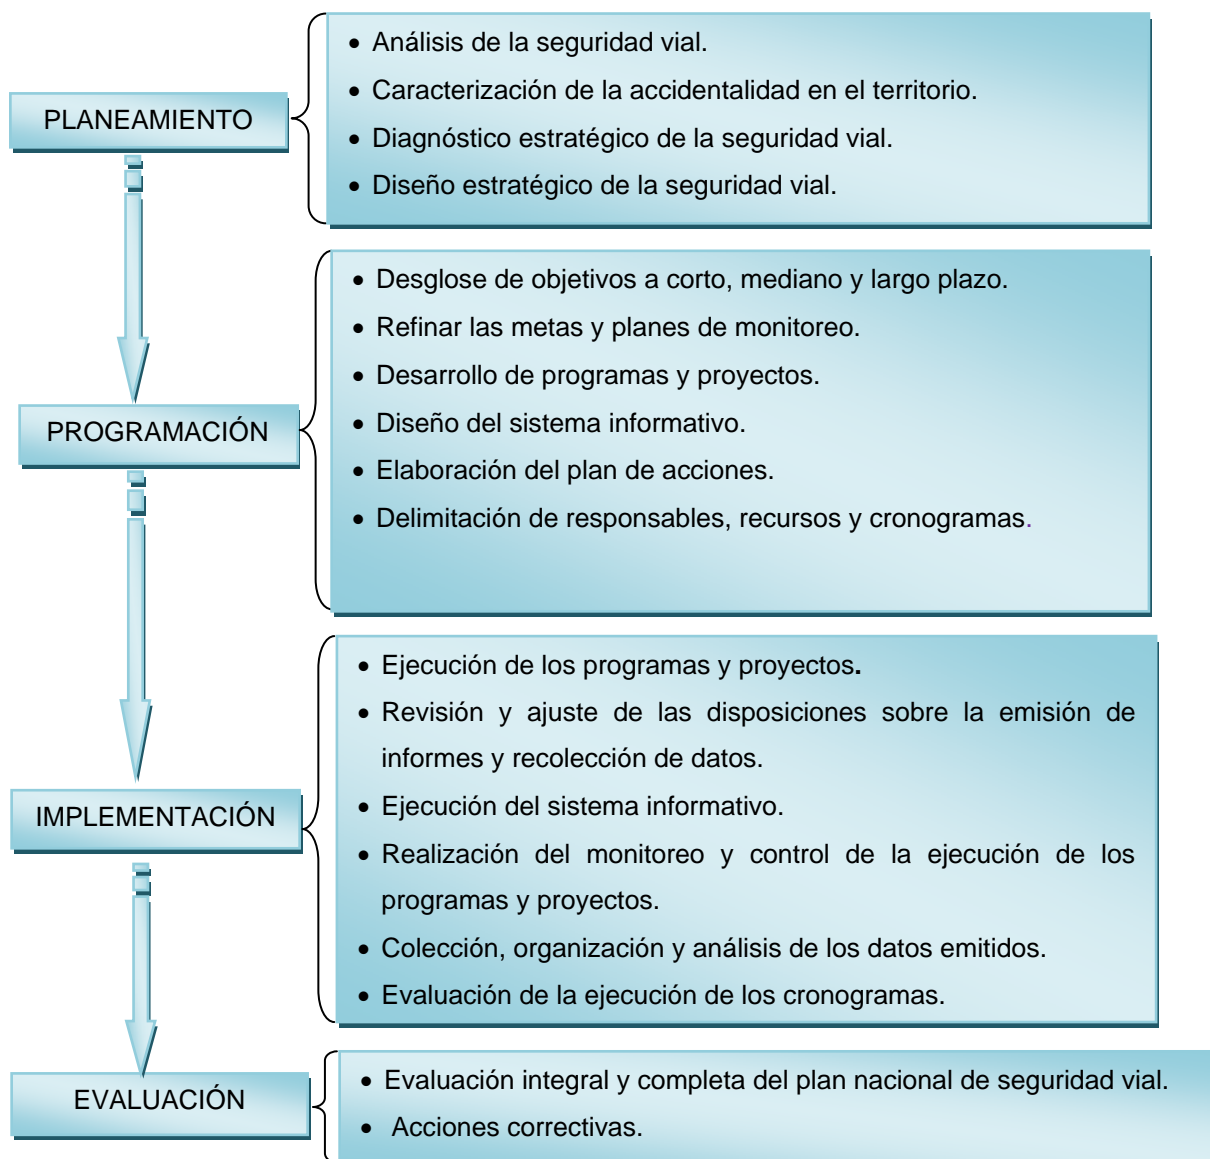 PLANEAMIENTO
• Análisis de la seguridad vial.
• Caracterización de la accidentalidad en el territorio.
• Diagnóstico estratégico de la seguridad vial.
• Diseño estratégico de la seguridad vial.
PROGRAMACIÓN
• Desglose de objetivos a corto, mediano y largo plazo.
• Refinar las metas y planes de monitoreo.
• Desarrollo de programas y proyectos.
• Diseño del sistema informativo.
• Elaboración del plan de acciones.
• Delimitación de responsables, recursos y cronogramas.
IMPLEMENTACIÓN
• Ejecución de los programas y proyectos.
• Revisión y ajuste de las disposiciones sobre la emisión de
informes y recolección de datos.
• Ejecución del sistema informativo.
• Realización del monitoreo y control de la ejecución de los
programas y proyectos.
• Colección, organización y análisis de los datos emitidos.
• Evaluación de la ejecución de los cronogramas.
EVALUACIÓN
• Evaluación integral y completa del plan nacional de seguridad vial.
• Acciones correctivas.